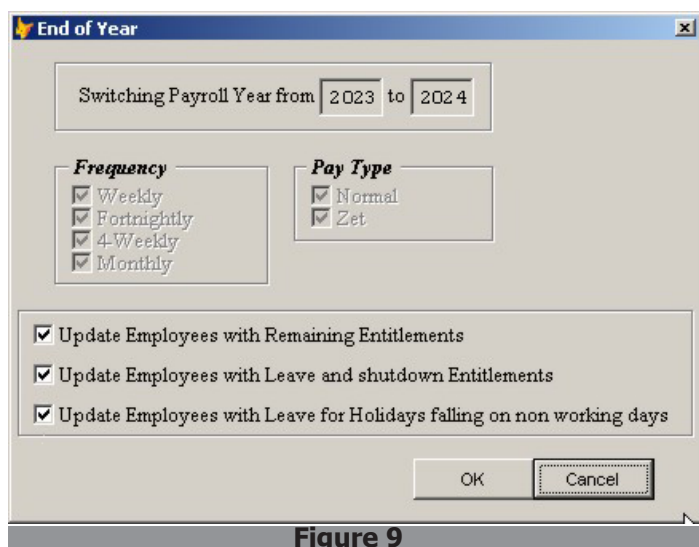 End of Year
Switching Payroll Year from 2023 to 2024
Frequency
Weekly
Fortnightly
4-Weekly
Monthly
Pay Type
Normal
Zet
Update Employees with Remaining Entitlements
Update Employees with Leave and shutdown Entitlements
Update Employees with Leave for Holidays falling on non working days
OK Cancel
Figure 9